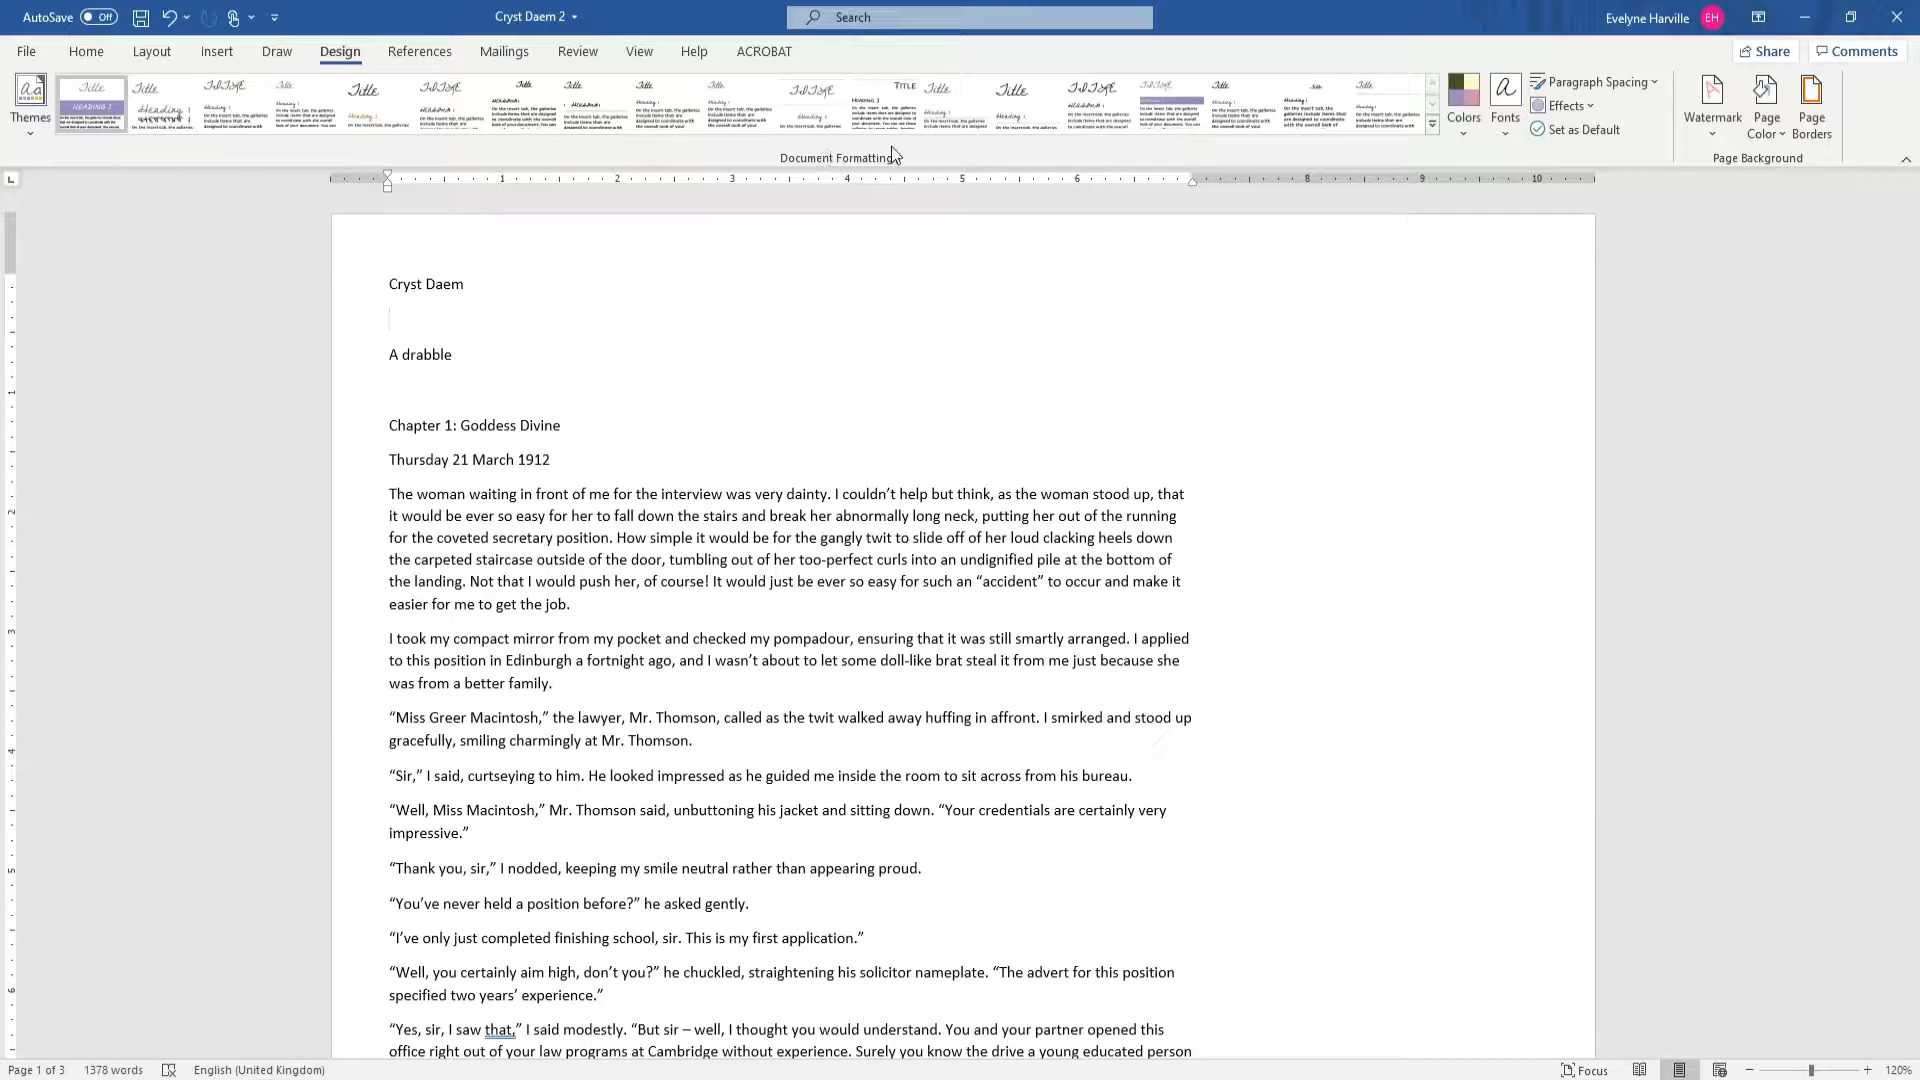 AutoSave Off Cryst Daem 2 Search Evelyne Harville EH
File Home Layout Insert Draw Design References Mailings Review View Help ACROBAT Share Comments
Themes Colors Fonts Paragraph Spacing Effects Set as Default Watermark Page Color Page Borders
Document Formatting Page Background
1 2 3 4 5 6 8 9 10
Cryst Daem
A drabble
Chapter 1: Goddess Divine
Thursday 21 March 1912
The woman waiting in front of me for the interview was very dainty. I couldn’t help but think, as the woman stood up, that
it would be ever so easy for her to fall down the stairs and break her abnormally long neck, putting her out of the running
for the coveted secretary position. How simple it would be for the gangly twit to slide off of her loud clacking heels down
the carpeted staircase outside of the door, tumbling out of her too-perfect curls into an undignified pile at the bottom of
the landing. Not that I would push her, of course! It would just be ever so easy for such an “accident” to occur and make it
easier for me to get the job.
I took my compact mirror from my pocket and checked my pompadour, ensuring that it was still smartly arranged. I applied
to this position in Edinburgh a fortnight ago, and I wasn’t about to let some doll-like brat steal it from me just because she
was from a better family.
“Miss Greer Macintosh,” the lawyer, Mr. Thomson, called as the twit walked away huffing in affront. I smirked and stood up
gracefully, smiling charmingly at Mr. Thomson.
“Sir,” I said, curtseying to him. He looked impressed as he guided me inside the room to sit across from his bureau.
“Well, Miss Macintosh,” Mr. Thomson said, unbuttoning his jacket and sitting down. “Your credentials are certainly very
impressive.”
“Thank you, sir,” I nodded, keeping my smile neutral rather than appearing proud.
“You’ve never held a position before?” he asked gently.
“I’ve only just completed finishing school, sir. This is my first application.”
“Well, you certainly aim high, don’t you?” he chuckled, straightening his solicitor nameplate. “The advert for this position
specified two years’ experience.”
“Yes, sir, I saw that,” I said modestly. “But sir – well, I thought you would understand. You and your partner opened this
office right out of your law programs at Cambridge without experience. Surely you know the drive a young educated person
Page 1 of 3 1378 words English (United Kingdom) Focus 120%